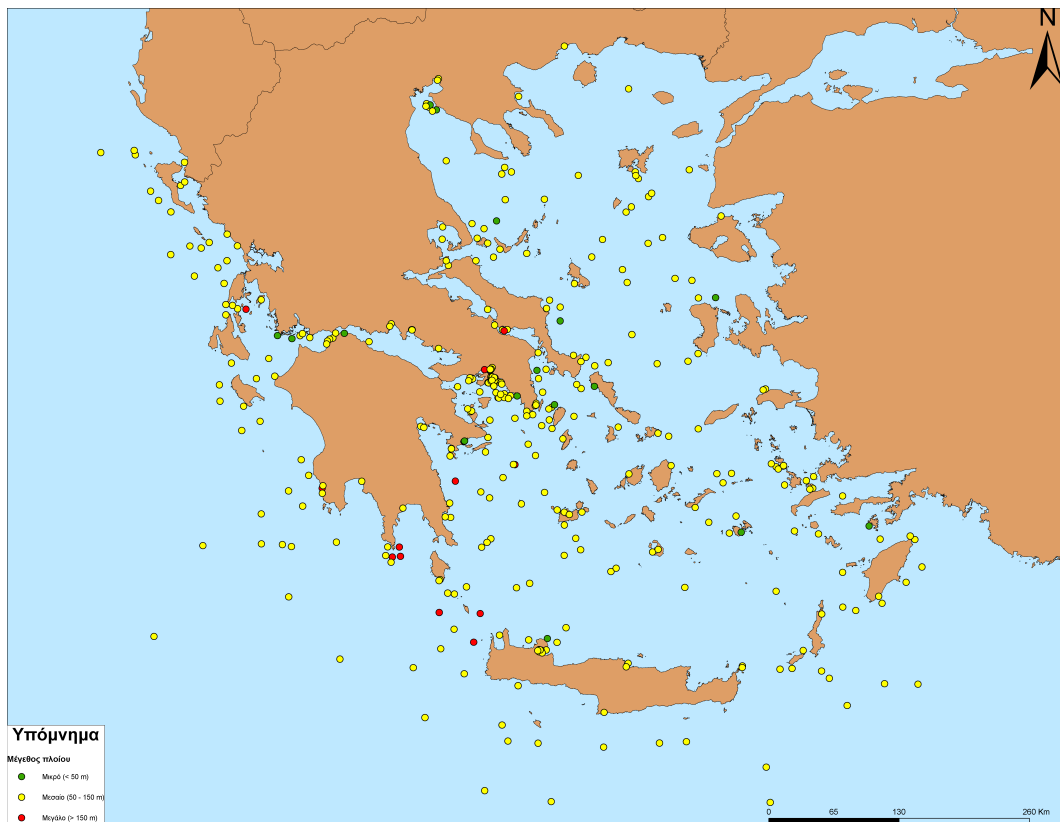 N
Υπόμνημα
Μέγεθος πλοίου
Μικρό (< 50 m)
Μεσαίο (50 - 150 m)
Μεγάλο (> 150 m)
0 65 130 260 Km